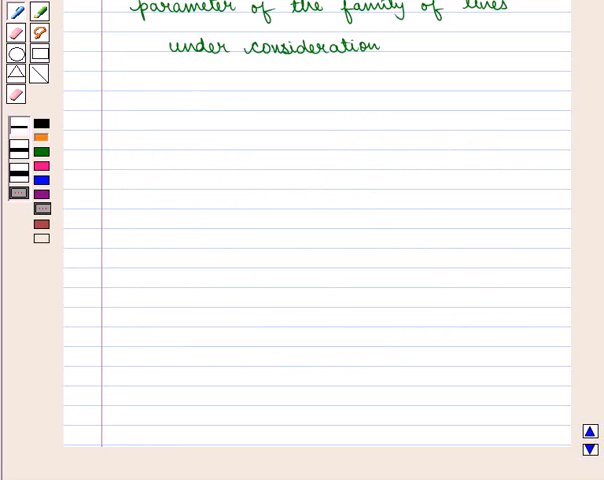 parameter of the family of lines
under consideration